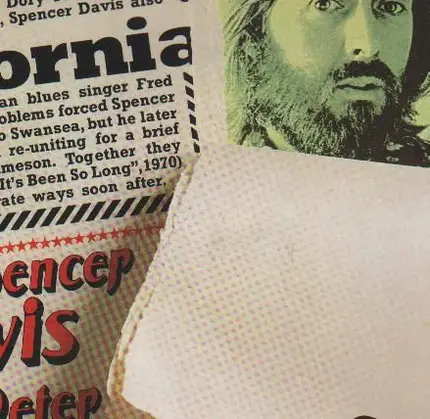 , Spencer Davis also
ornia
an blues singer Fred
oblems forced Spencer
o Swansea, but he later
re-uniting for a brief
ameson. Together they
It's Been So Long", 1970)
rate ways soon after.
encer
vis
Peter